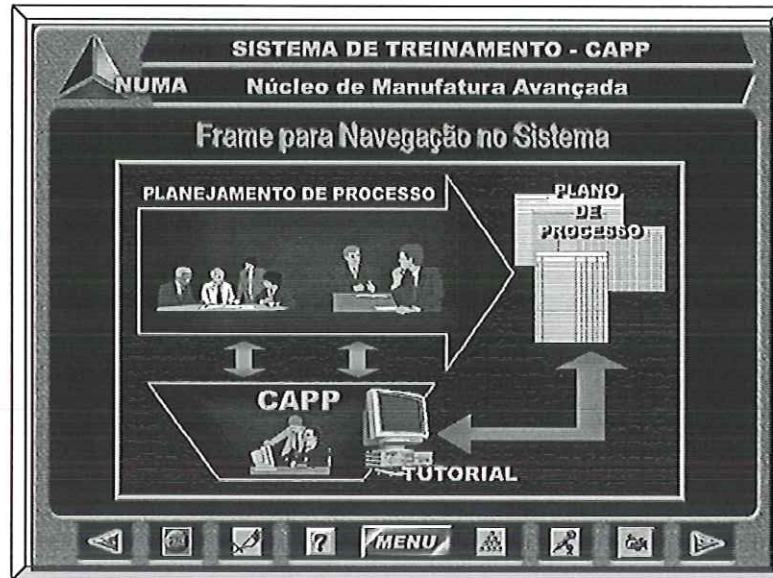 SISTEMA DE TREINAMENTO - CAPP
NUMA
Núcleo de Manufatura Avançada
Frame para Navegação no Sistema
PLANEJAMENTO DE PROCESSO
PLANO
DE
PROCESSO
CAPP
TUTORIAL
?
MENU